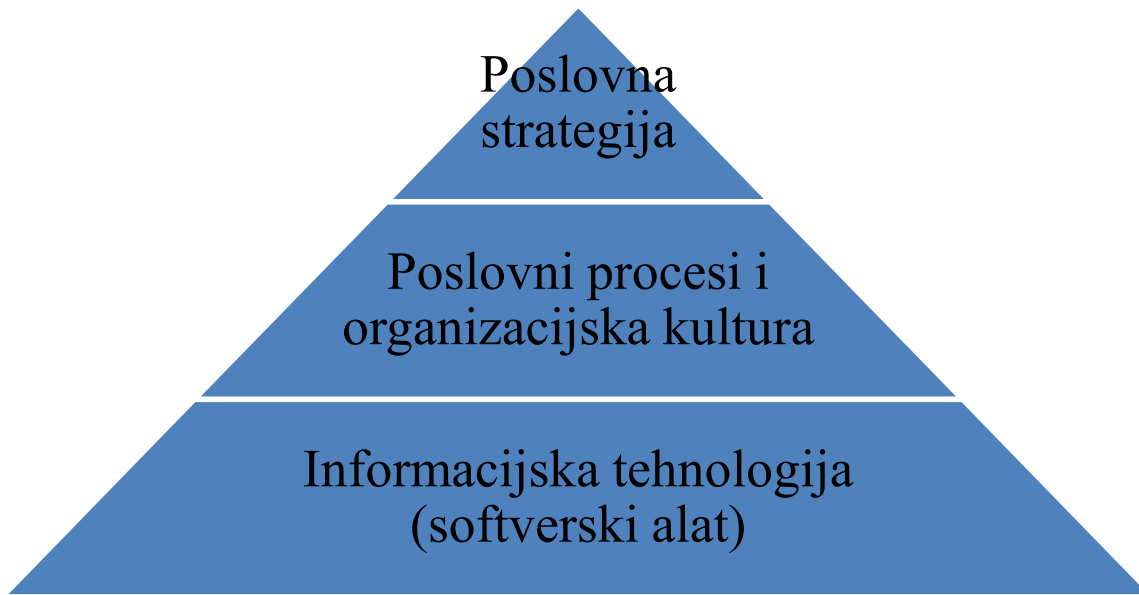 Poslovna
strategija
Poslovni procesi i
organizacijska kultura
Informacijska tehnologija
(softverski alat)